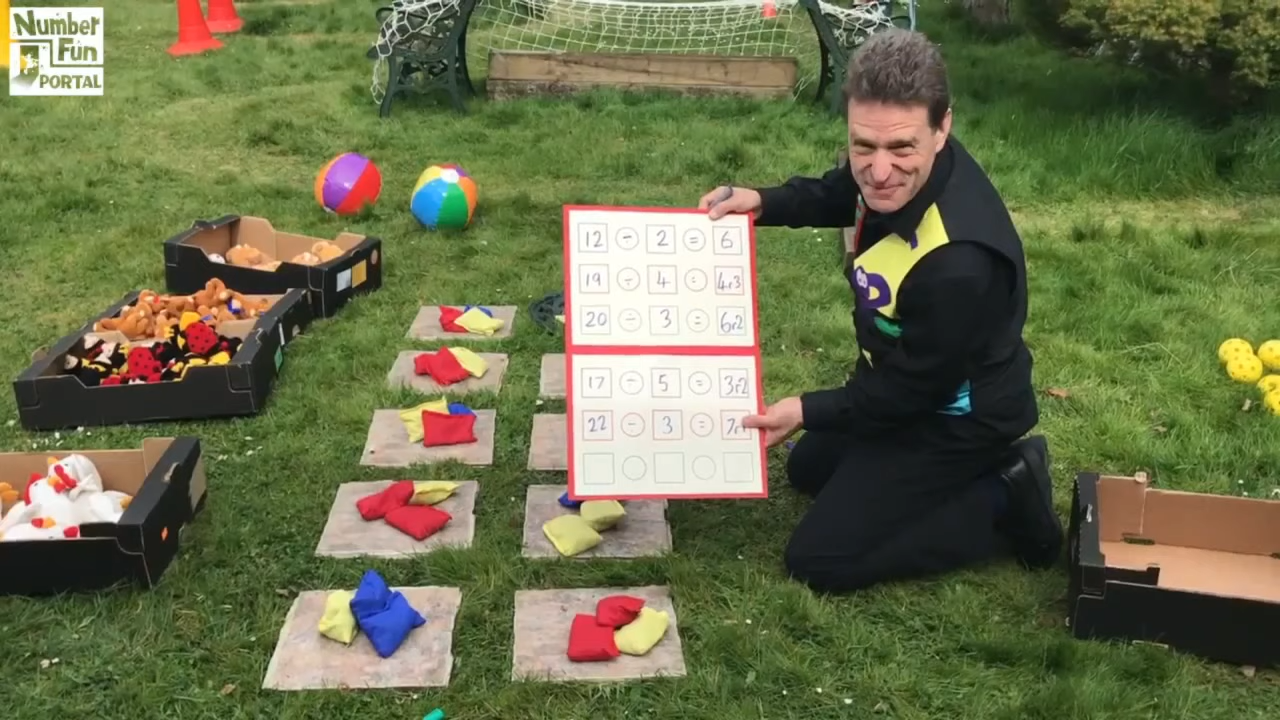 Number
Fun
PORTAL
12 ÷ 2 = 6
19 ÷ 4 = 4r3
20 ÷ 3 = 6r2
17 ÷ 5 = 3r2
22 ÷ 3 = 7r1